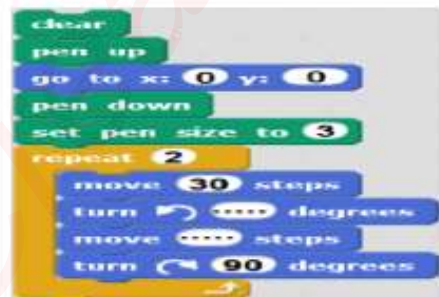 clear
pen up
go to x: 0 y: 0
pen down
set pen size to 3
repeat 2
move 30 steps
turn ..... degrees
move ..... steps
turn 90 degrees